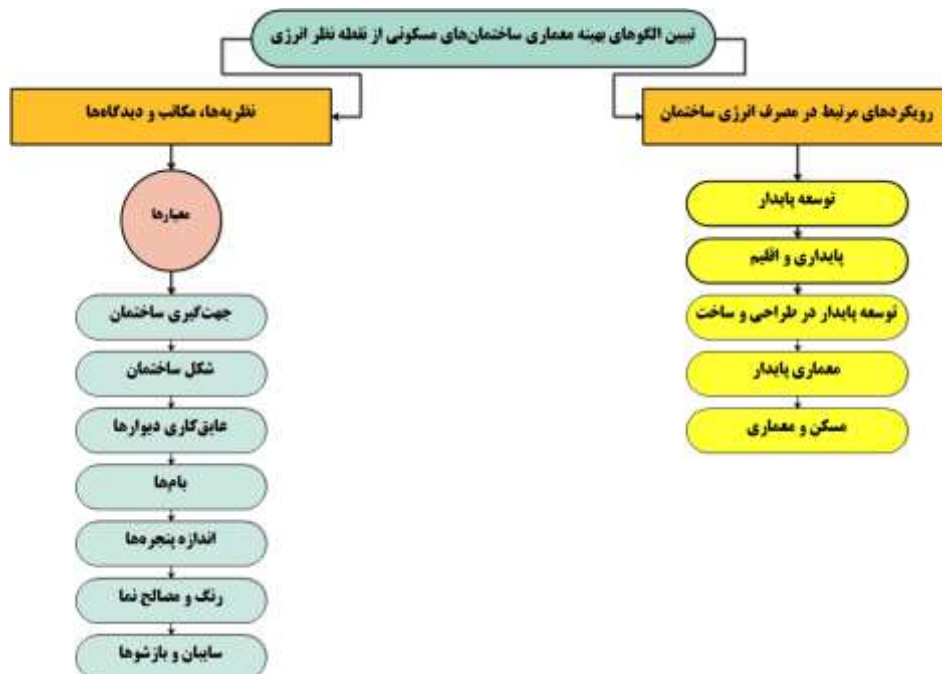 تبیین الگوهای بهینه معماری ساختمان‌های مسکونی از نقطه نظر انرژی
رویکردهای مرتبط در مصرف انرژی ساختمان
توسعه پایدار
پایداری و اقلیم
توسعه پایدار در طراحی و ساخت
معماری پایدار
مسکن و معماری
نظریه‌ها، مکاتب و دیدگاه‌ها
معیارها
جهت‌گیری ساختمان
شکل ساختمان
عایق‌کاری دیوارها
بام‌ها
اندازه پنجره‌ها
رنگ و مصالح نما
سایبان و بازشوها